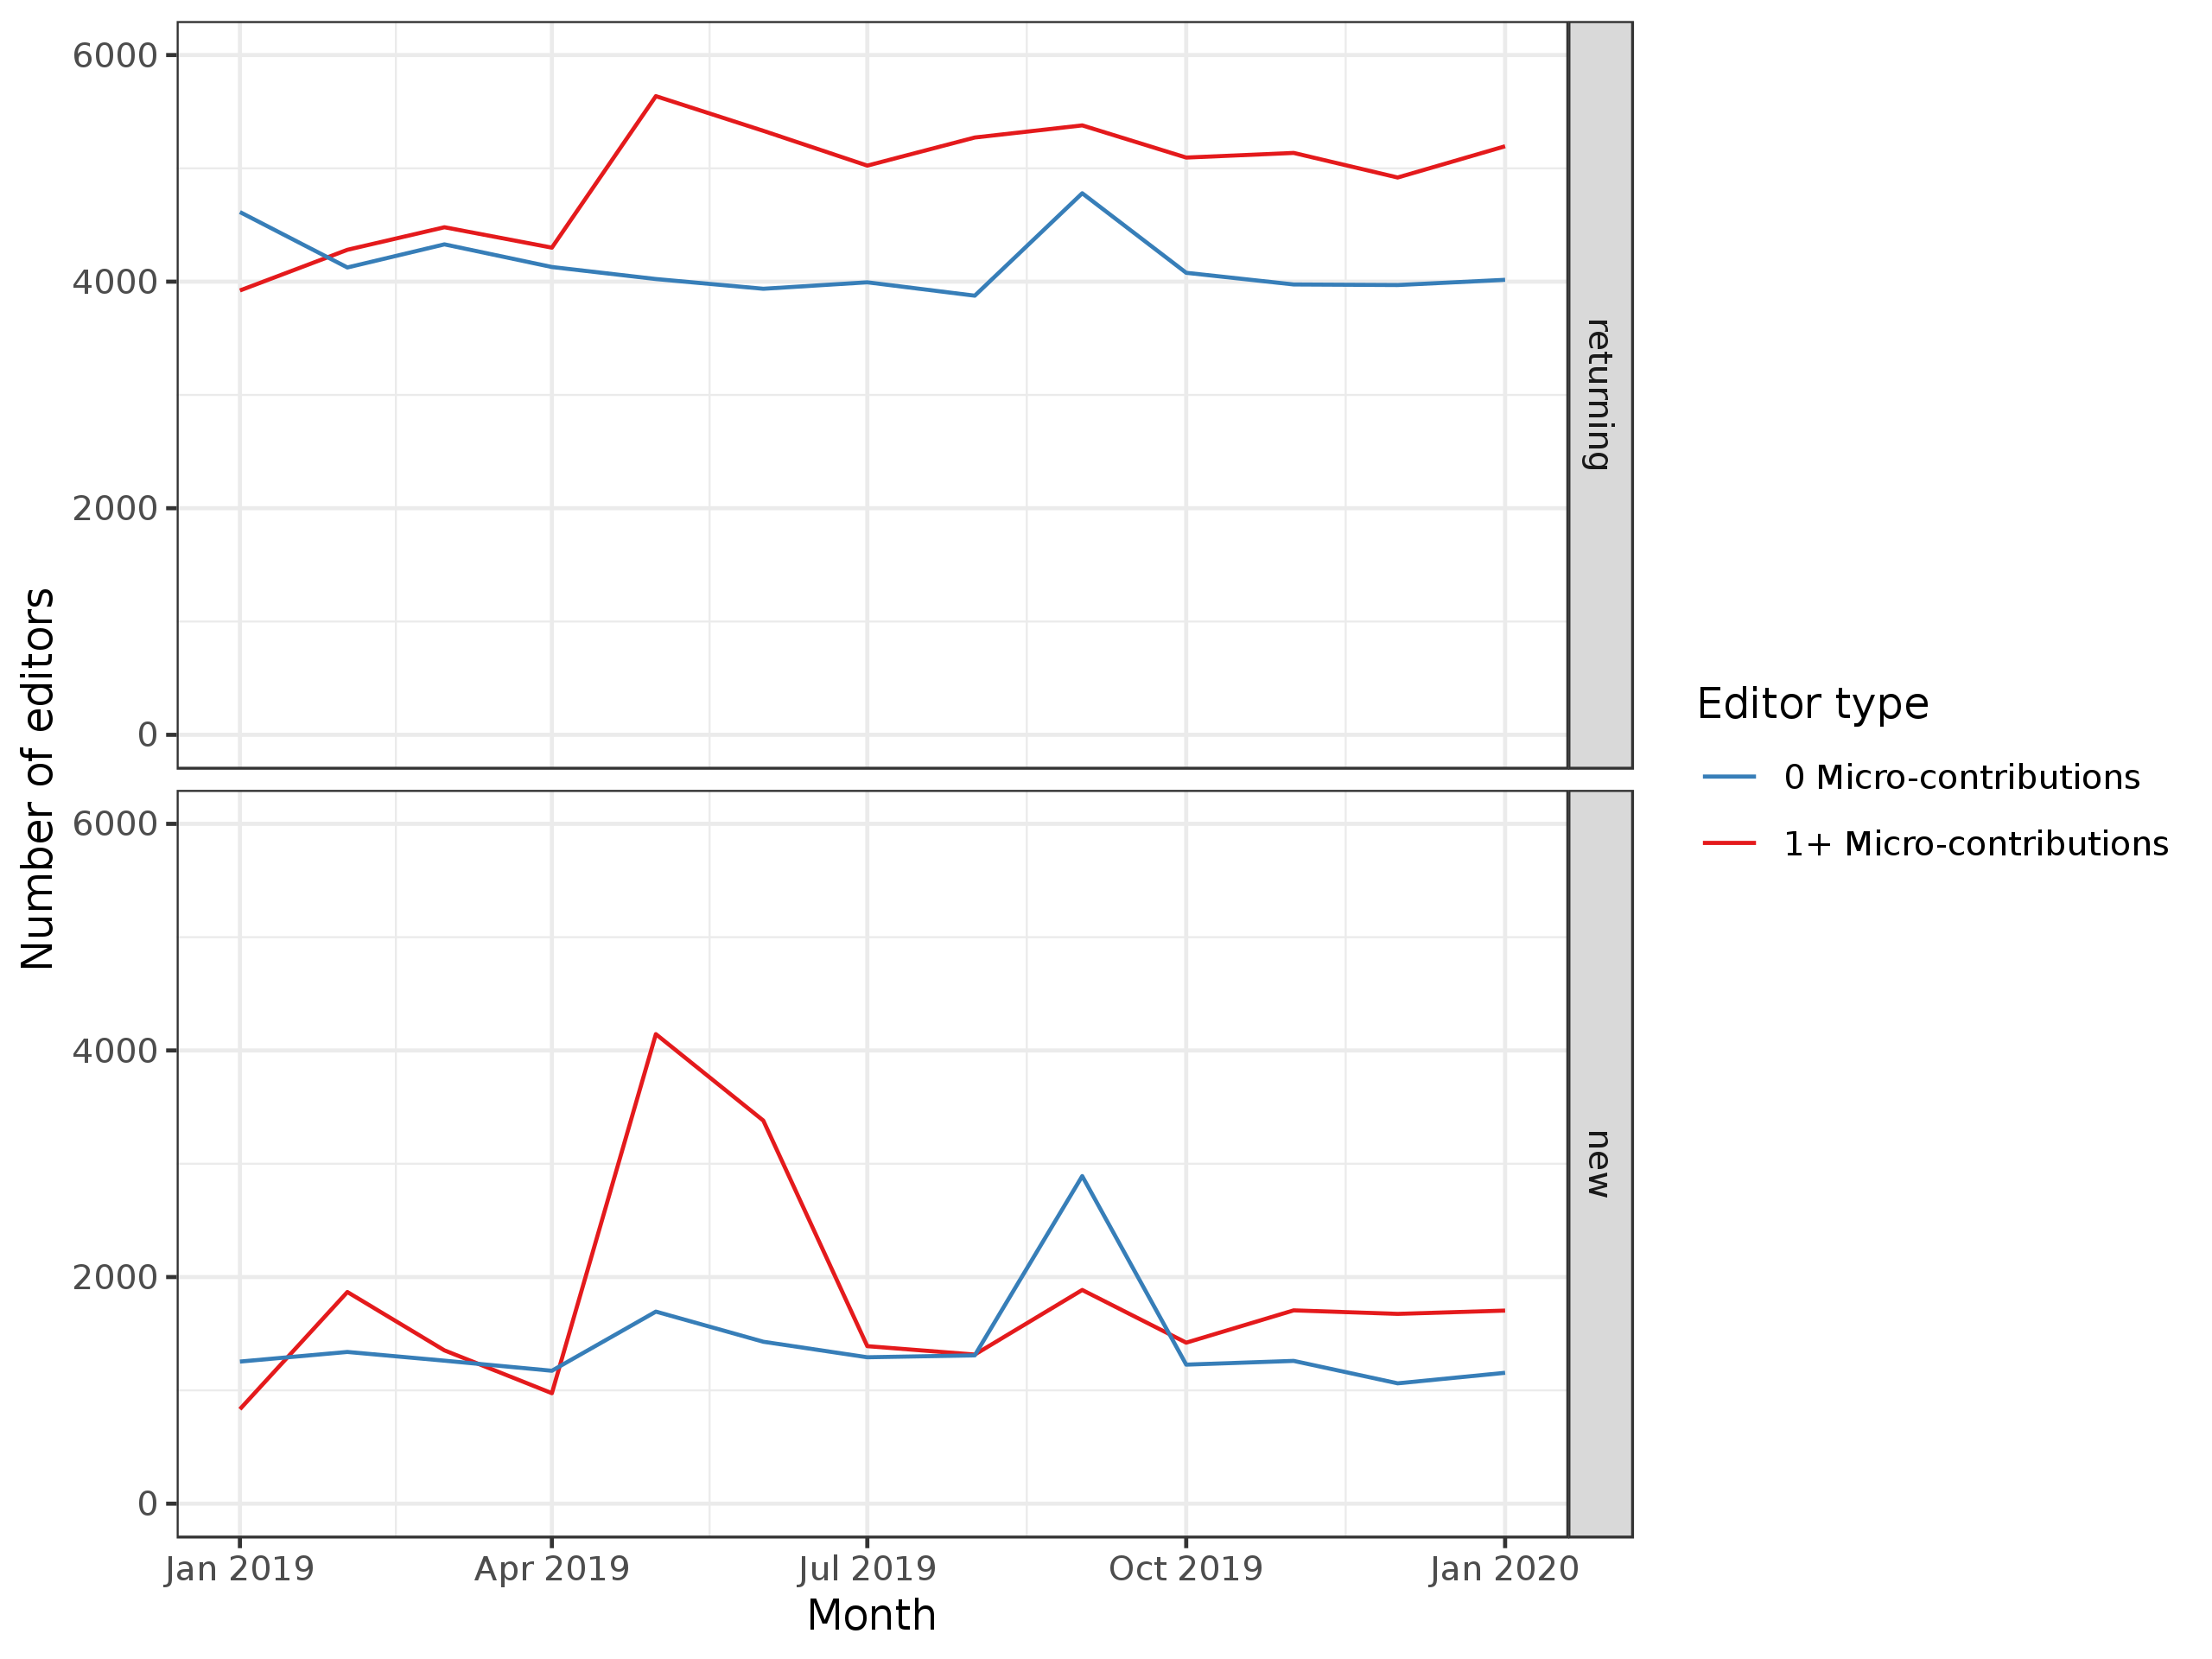 Number of editors
6000
4000
2000
0
returning
6000
4000
2000
0
new
Jan 2019 Apr 2019 Jul 2019 Oct 2019 Jan 2020
Month
Editor type
0 Micro-contributions
1+ Micro-contributions